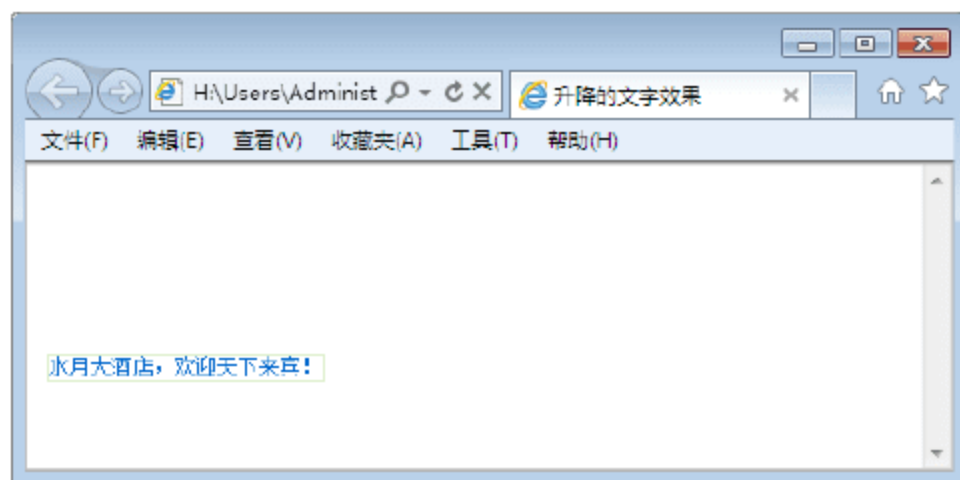 H:\Users\Administ
升降的文字效果
文件(F) 编辑(E) 查看(V) 收藏夹(A) 工具(T) 帮助(H)
水月大酒店，欢迎天下来宾！